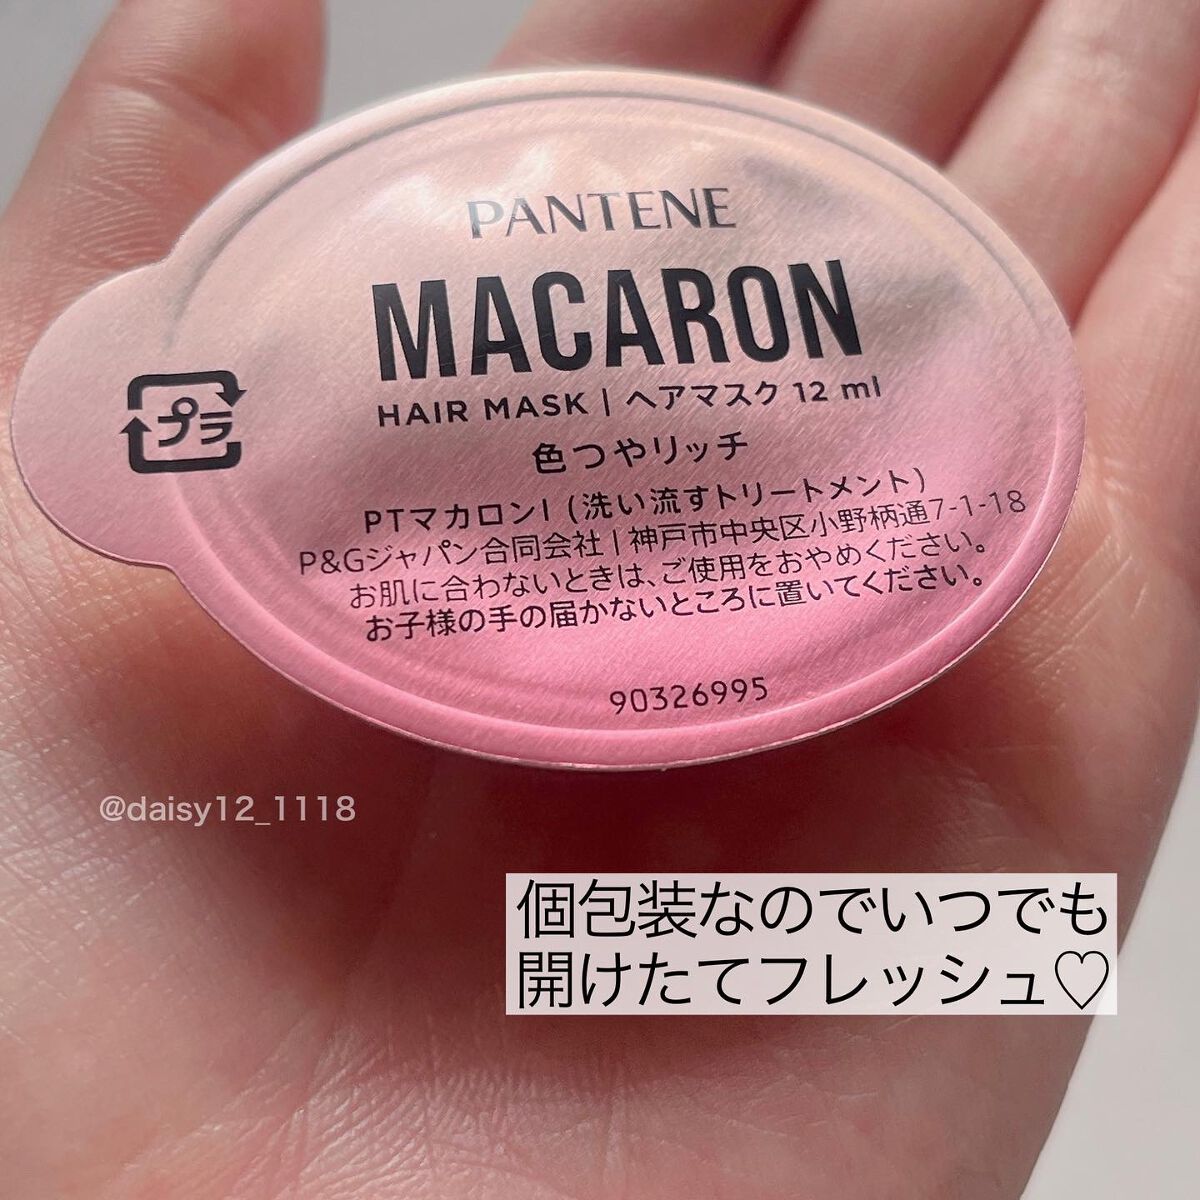 PANTENE
MACARON
HAIR MASK | ヘアマスク 12 ml
色つやリッチ
PTマカロンI (洗い流すトリートメント)
P&Gジャパン合同会社 | 神戸市中央区小野柄通7-1-18
お肌に合わないときは、ご使用をおやめください。
お子様の手の届かないところに置いてください。
プラ
90326995
@daisy12_1118
個包装なのでいつでも
開けたてフレッシュ♡